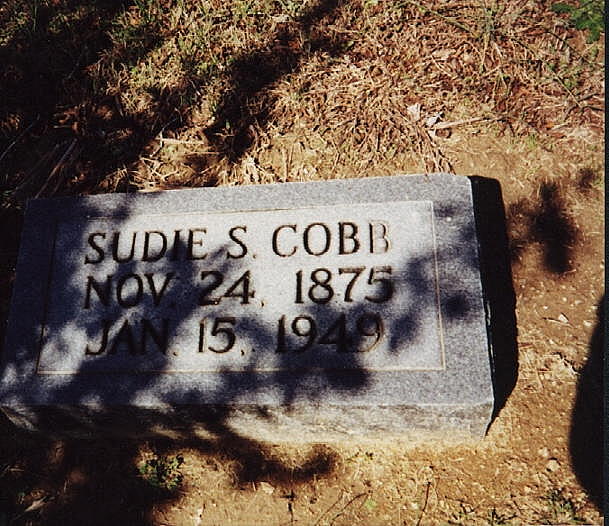 SUDIE S. COBB
NOV. 24, 1875
JAN. 15, 1949